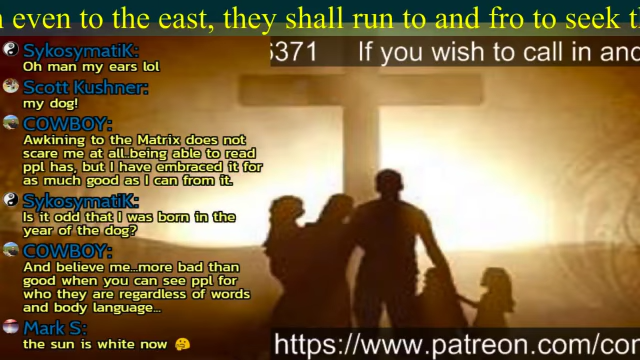 even to the east, they shall run to and fro to seek
371 If you wish to call in and
SykosymatiK:
Oh man my ears lol
Scott Kushner:
my dog!
COWBOY:
Awkining to the Matrix does not
scare me at all..being able to read
ppl has, but I have embraced it for
as much good as I can from it.
SykosymatiK:
Is it odd that I was born in the
year of the dog?
COWBOY:
And believe me...more bad than
good when you can see ppl for
who they are regardless of words
and body language...
Mark S:
the sun is white now 🤔
https://www.patreon.com/